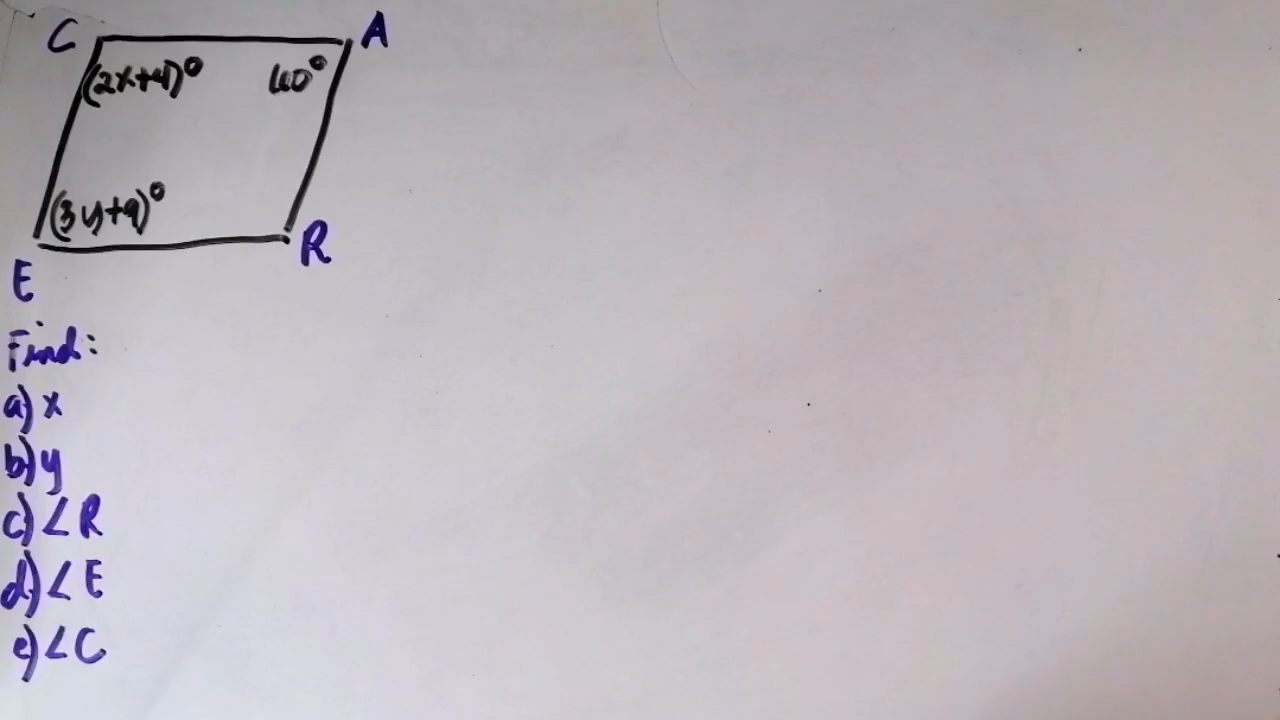 C A
(2x+4)° 60°
(3y+9)°
R
E
Find:
a) x
b) y
c) ∠R
d) ∠E
e) ∠C